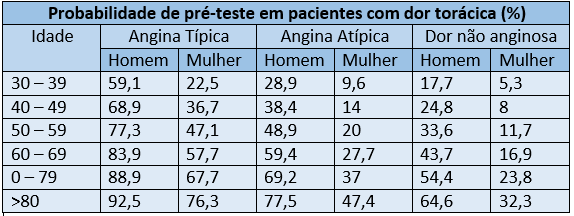 Probabilidade de pré-teste em pacientes com dor torácica (%)
Idade Angina Típica Angina Atípica Dor não anginosa
Homem Mulher Homem Mulher Homem Mulher
30 – 39 59,1 22,5 28,9 9,6 17,7 5,3
40 – 49 68,9 36,7 38,4 14 24,8 8
50 – 59 77,3 47,1 48,9 20 33,6 11,7
60 – 69 83,9 57,7 59,4 27,7 43,7 16,9
0 – 79 88,9 67,7 69,2 37 54,4 23,8
>80 92,5 76,3 77,5 47,4 64,6 32,3